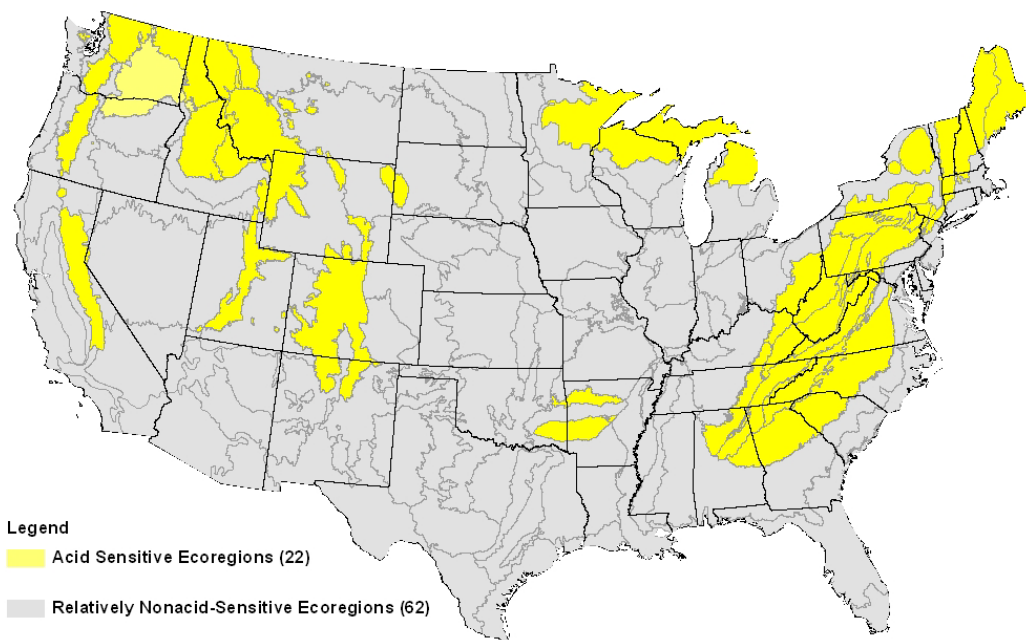 Legend
Acid Sensitive Ecoregions (22)
Relatively Nonacid-Sensitive Ecoregions (62)